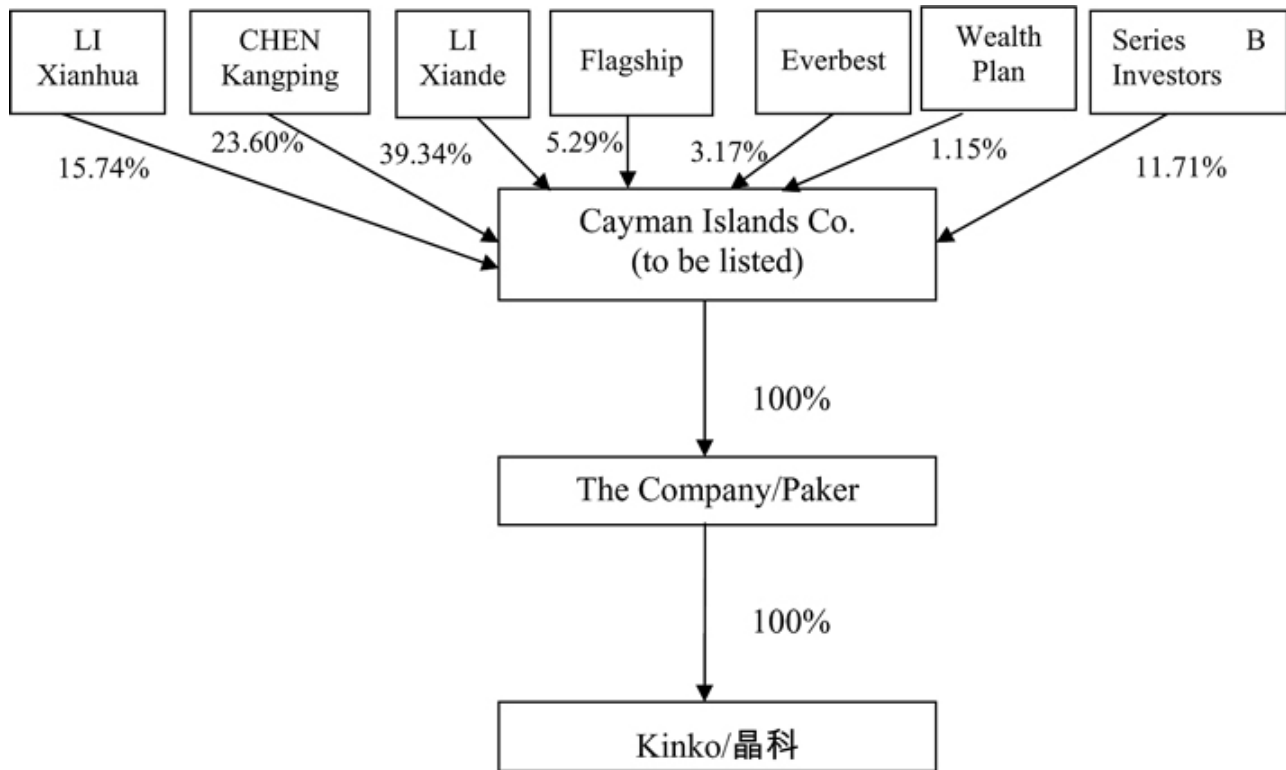 LI
Xianhua
CHEN
Kangping
LI
Xiande
Flagship
Everbest
Wealth
Plan
Series B
Investors
15.74%
23.60%
39.34%
5.29%
3.17%
1.15%
11.71%
Cayman Islands Co.
(to be listed)
100%
The Company/Paker
100%
Kinko/晶科